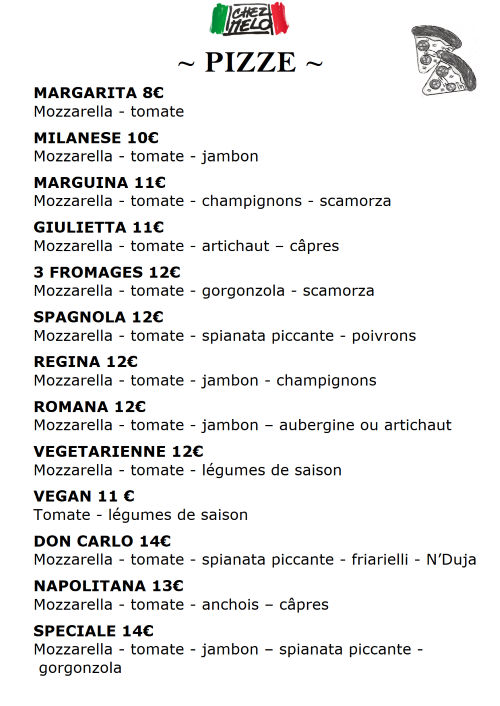 CHEZ
MELO
~ PIZZE ~
MARGARITA 8€
Mozzarella - tomate
MILANESE 10€
Mozzarella - tomate - jambon
MARGUINA 11€
Mozzarella - tomate - champignons - scamorza
GIULIETTA 11€
Mozzarella - tomate - artichaut – câpres
3 FROMAGES 12€
Mozzarella - tomate - gorgonzola - scamorza
SPAGNOLA 12€
Mozzarella - tomate - spianata piccante - poivrons
REGINA 12€
Mozzarella - tomate - jambon - champignons
ROMANA 12€
Mozzarella - tomate - jambon – aubergine ou artichaut
VEGETARIENNE 12€
Mozzarella - tomate - légumes de saison
VEGAN 11 €
Tomate - légumes de saison
DON CARLO 14€
Mozzarella - tomate - spianata piccante - friarielli - N’Duja
NAPOLITANA 13€
Mozzarella - tomate - anchois – câpres
SPECIALE 14€
Mozzarella - tomate - jambon – spianata piccante -
gorgonzola